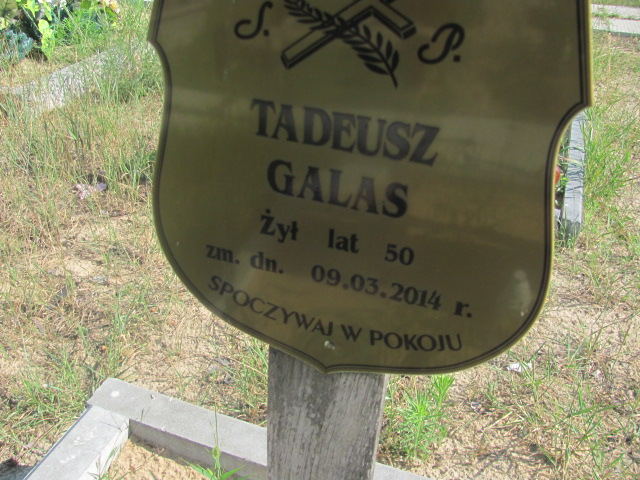 Ś. P.
TADEUSZ
GALAS
Żył lat 50
zm. dn. 09.03.2014 r.
SPOCZYWAJ W POKOJU